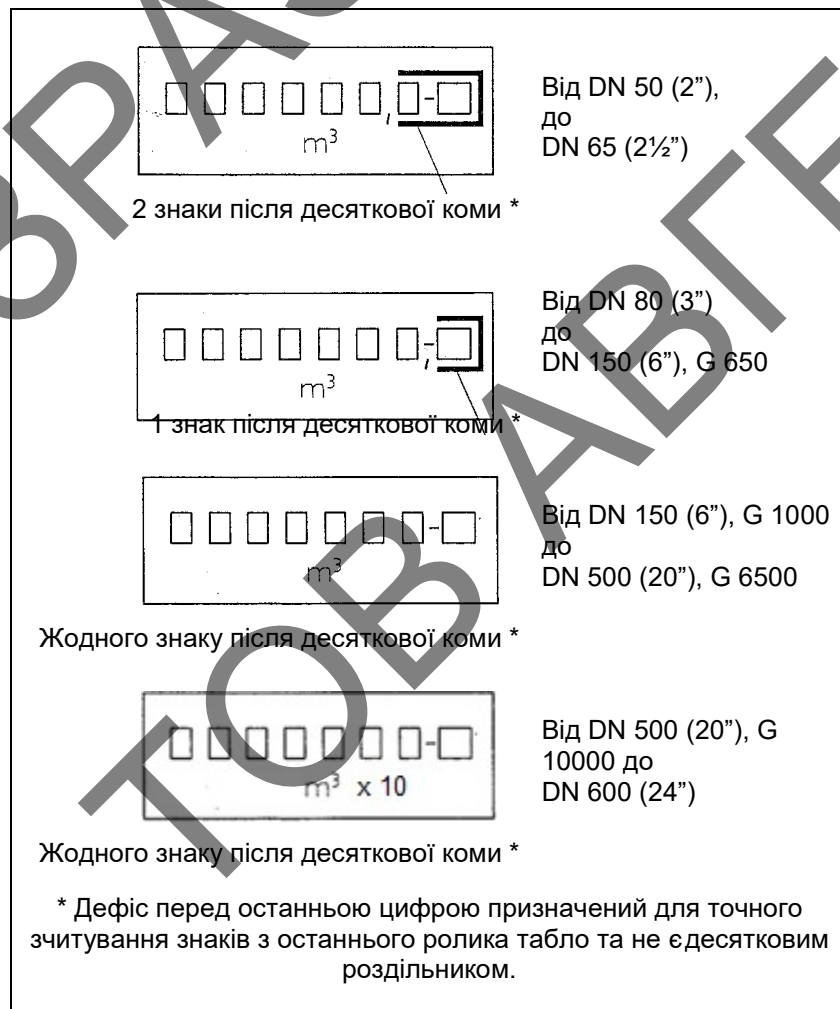 m³
Від DN 50 (2”),
до
DN 65 (2½”)
2 знаки після десяткової коми *
m³
Від DN 80 (3”)
до
DN 150 (6”), G 650
1 знак після десяткової коми *
m³
Від DN 150 (6”), G 1000
до
DN 500 (20”), G 6500
Жодного знаку після десяткової коми *
m³ x 10
Від DN 500 (20”), G
10000 до
DN 600 (24”)
Жодного знаку після десяткової коми *
* Дефіс перед останньою цифрою призначений для точного
зчитування знаків з останнього ролика табло та не єдесятковим
роздільником.
ТОВ АВГЕ
ЗРАЗ